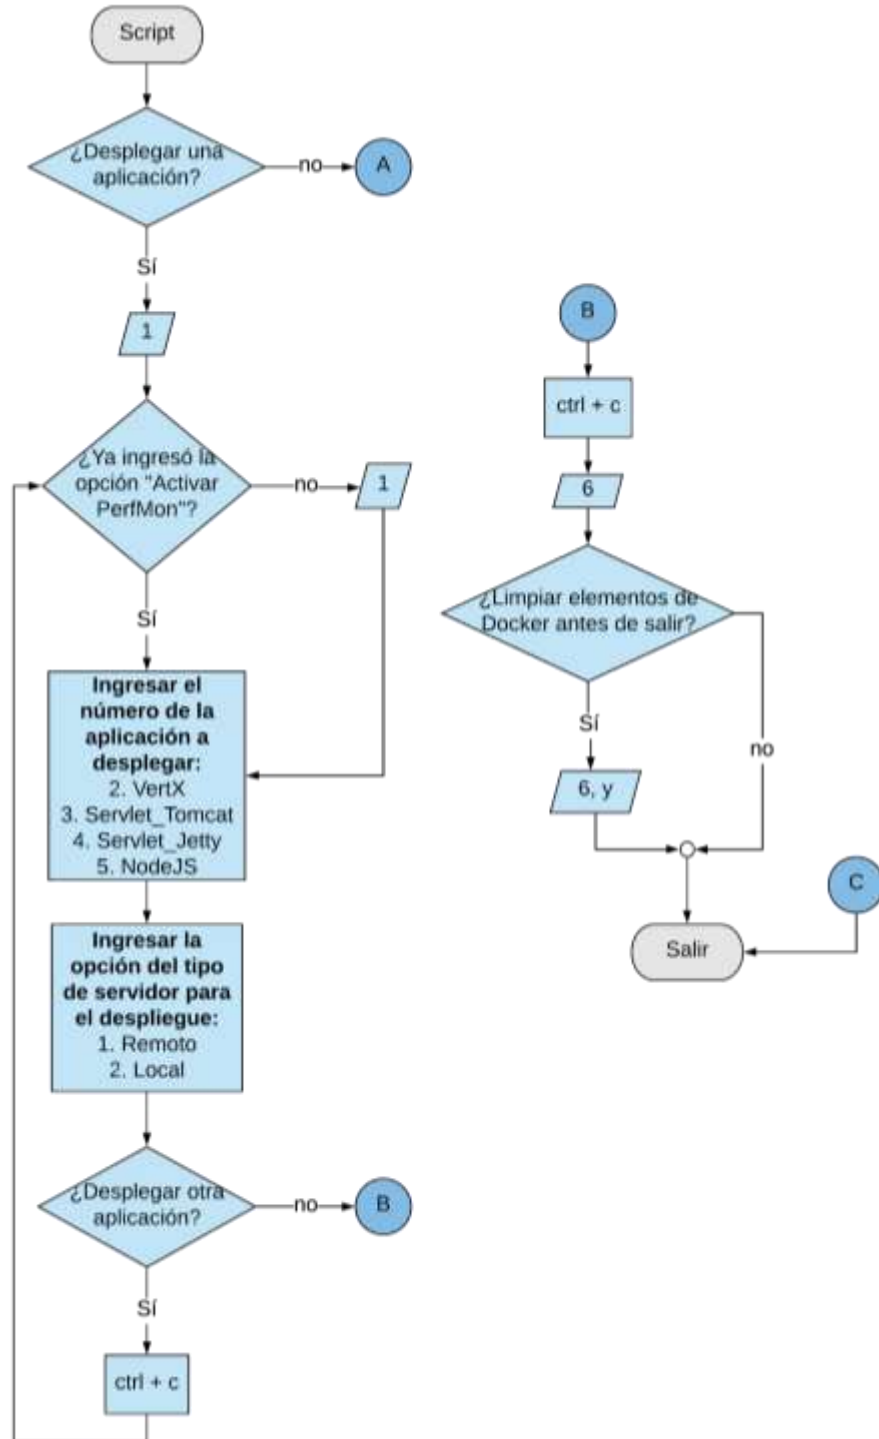 Script
¿Desplegar una
aplicación?
no
A
Sí
1
¿Ya ingresó la
opción "Activar
PerfMon"?
no
1
Sí
Ingresar el
número de la
aplicación a
desplegar:
2. VertX
3. Servlet_Tomcat
4. Servlet_Jetty
5. NodeJS
Ingresar la
opción del tipo
de servidor para
el despliegue:
1. Remoto
2. Local
¿Desplegar otra
aplicación?
no
B
Sí
ctrl + c
B
ctrl + c
6
¿Limpiar elementos de
Docker antes de salir?
Sí
no
6, y
C
Salir